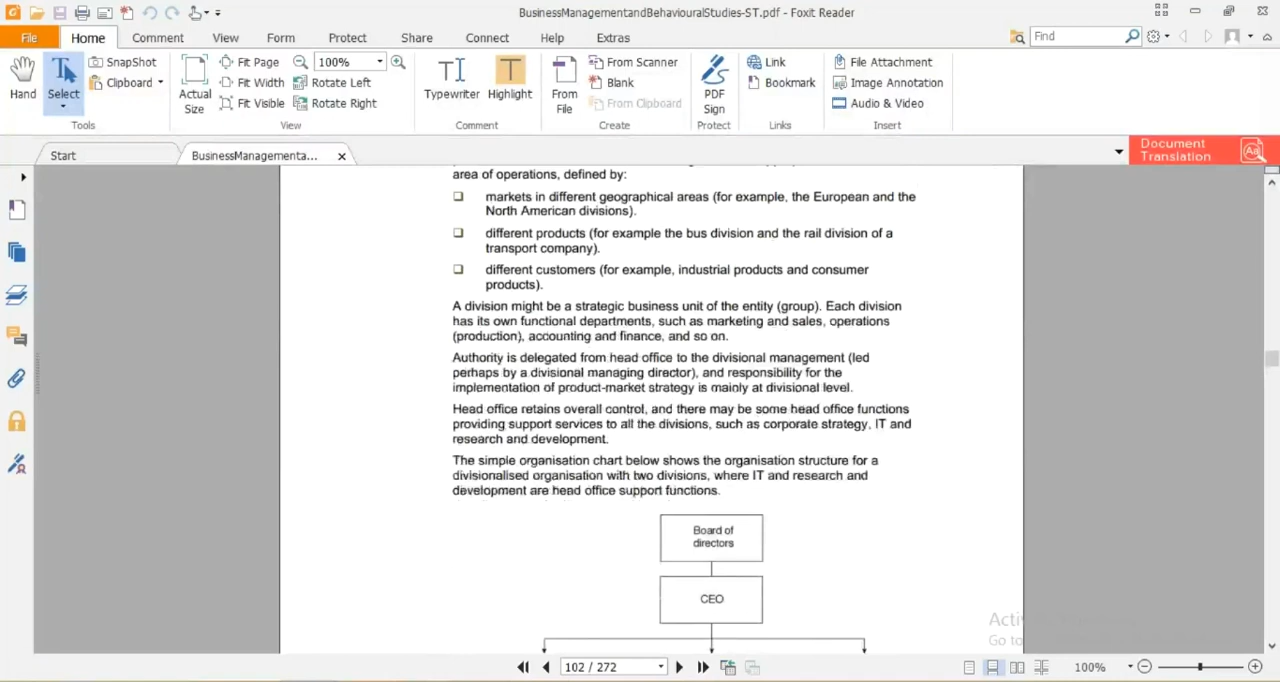 BusinessManagementandBehaviouralStudies-ST.pdf - Foxit Reader
File Home Comment View Form Protect Share Connect Help Extras Find
Hand
Select
SnapShot
Clipboard
Tools
Actual Size
Fit Page
Fit Width
Fit Visible
100%
Rotate Left
Rotate Right
View
Typewriter
Highlight
Comment
From File
From Scanner
Blank
From Clipboard
Create
PDF Sign
Protect
Link
Bookmark
Links
File Attachment
Image Annotation
Audio & Video
Insert
Start
BusinessManagementa...
Document Translation
area of operations, defined by:
markets in different geographical areas (for example, the European and the
North American divisions).
different products (for example the bus division and the rail division of a
transport company).
different customers (for example, industrial products and consumer
products).
A division might be a strategic business unit of the entity (group). Each division
has its own functional departments, such as marketing and sales, operations
(production), accounting and finance, and so on.
Authority is delegated from head office to the divisional management (led
perhaps by a divisional managing director), and responsibility for the
implementation of product-market strategy is mainly at divisional level.
Head office retains overall control, and there may be some head office functions
providing support services to all the divisions, such as corporate strategy, IT and
research and development.
The simple organisation chart below shows the organisation structure for a
divisionalised organisation with two divisions, where IT and research and
development are head office support functions.
Board of
directors
CEO
Go to
102 / 272
100%